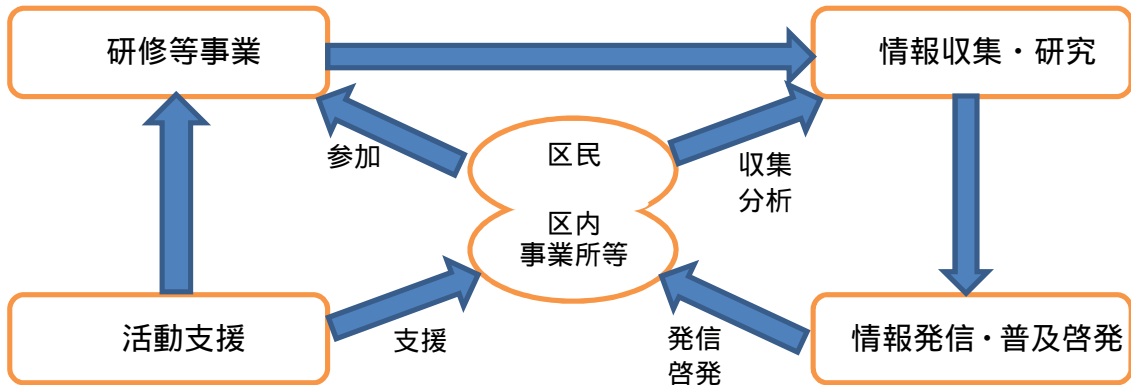 研修等事業
情報収集・研究
参加
区民
収集
分析
区内
事業所等
活動支援
支援
発信
啓発
情報発信・普及啓発